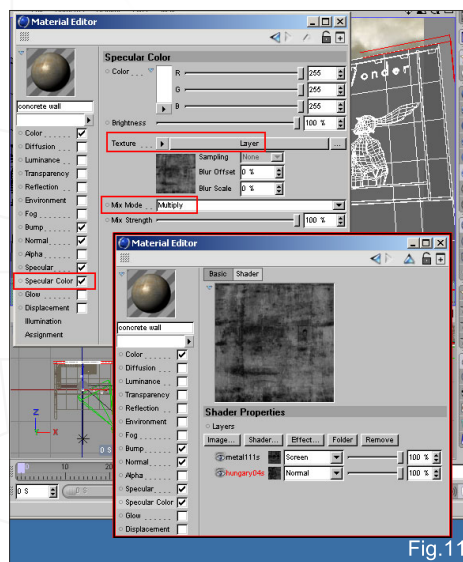 Material Editor
Specular Color
Color . . . R 255
G 255
B 255
Brightness 100 %
Texture . . . Layer ...
Sampling None
Blur Offset 0 %
Blur Scale 0 %
Mix Mode . . Multiply
Mix Strength 100 %
concrete wall
Color
Diffusion
Luminance
Transparency
Reflection
Environment
Fog
Bump
Normal
Alpha
Specular
Specular Color
Glow
Displacement
Illumination
Assignment
onder
Material Editor
Basic Shader
concrete wall
Color
Diffusion
Luminance
Transparency
Reflection
Environment
Fog
Bump
Normal
Alpha
Specular
Specular Color
Glow
Displacement
Shader Properties
Layers
Image... Shader... Effect... Folder Remove
metal111s Screen 100 %
hungary04s Normal 100 %
Z
X
0 10 20
0 S
0 S
Fig.11